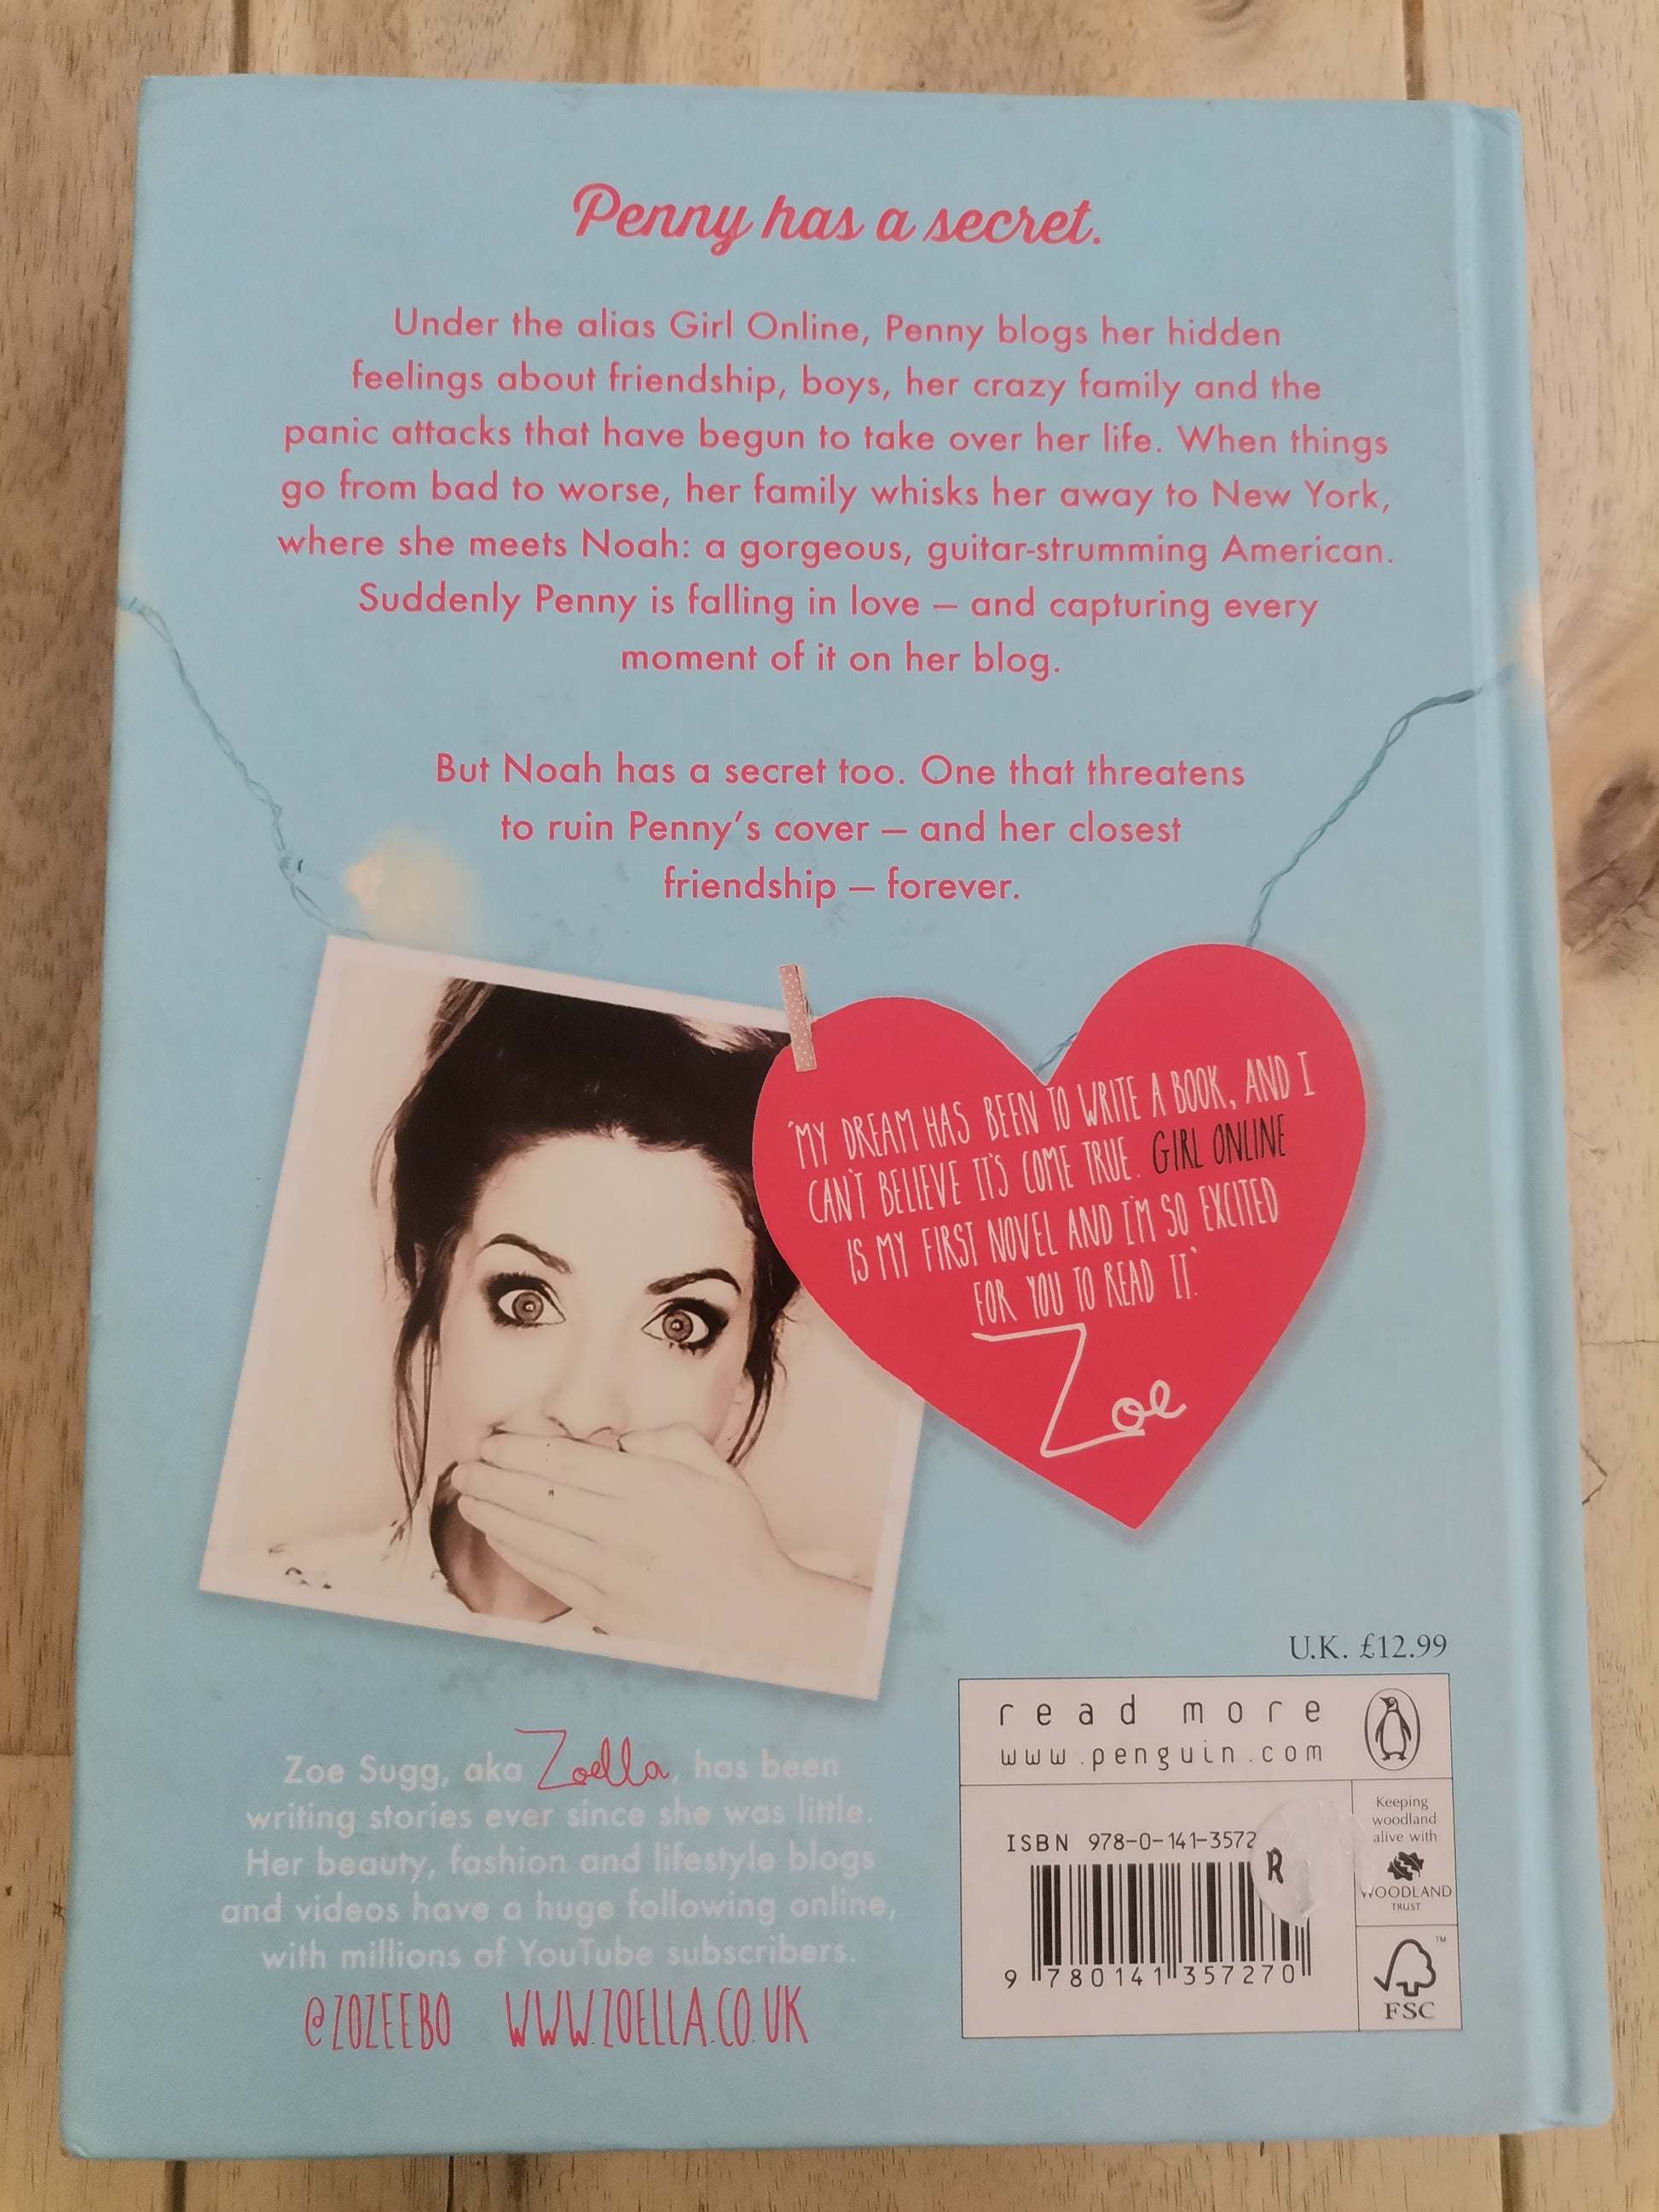 Penny has a secret.
Under the alias Girl Online, Penny blogs her hidden
feelings about friendship, boys, her crazy family and the
panic attacks that have begun to take over her life. When things
go from bad to worse, her family whisks her away to New York,
where she meets Noah: a gorgeous, guitar-strumming American.
Suddenly Penny is falling in love – and capturing every
moment of it on her blog.
But Noah has a secret too. One that threatens
to ruin Penny's cover – and her closest
friendship – forever.
'MY DREAM HAS BEEN TO WRITE A BOOK, AND I
CAN'T BELIEVE IT'S COME TRUE. GIRL ONLINE
IS MY FIRST NOVEL AND I'M SO EXCITED
FOR YOU TO READ IT.'
Zoe
Zoe Sugg, aka Zoella, has been
writing stories ever since she was little.
Her beauty, fashion and lifestyle blogs
and videos have a huge following online,
with millions of YouTube subscribers.
@ZOZEEBO WWW.ZOELLA.CO.UK
U.K. £12.99
read more
www.penguin.com
ISBN 978-0-141-3572
R
9 780141 357270
Keeping
woodland
alive with
WOODLAND
TRUST
TM
FSC